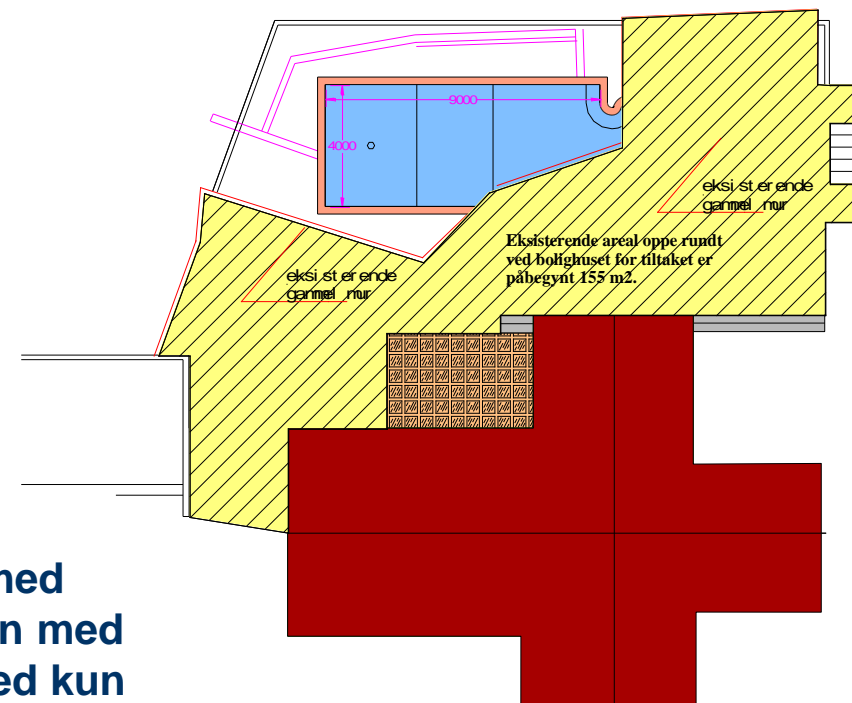 9000
4000
eksisterende
gammel mur
Eksisterende areal oppe rundt
ved bolighuset før tiltaket er
påbegynt 155 m2.
eksisterende
gammel mur
med
n med
ed kun